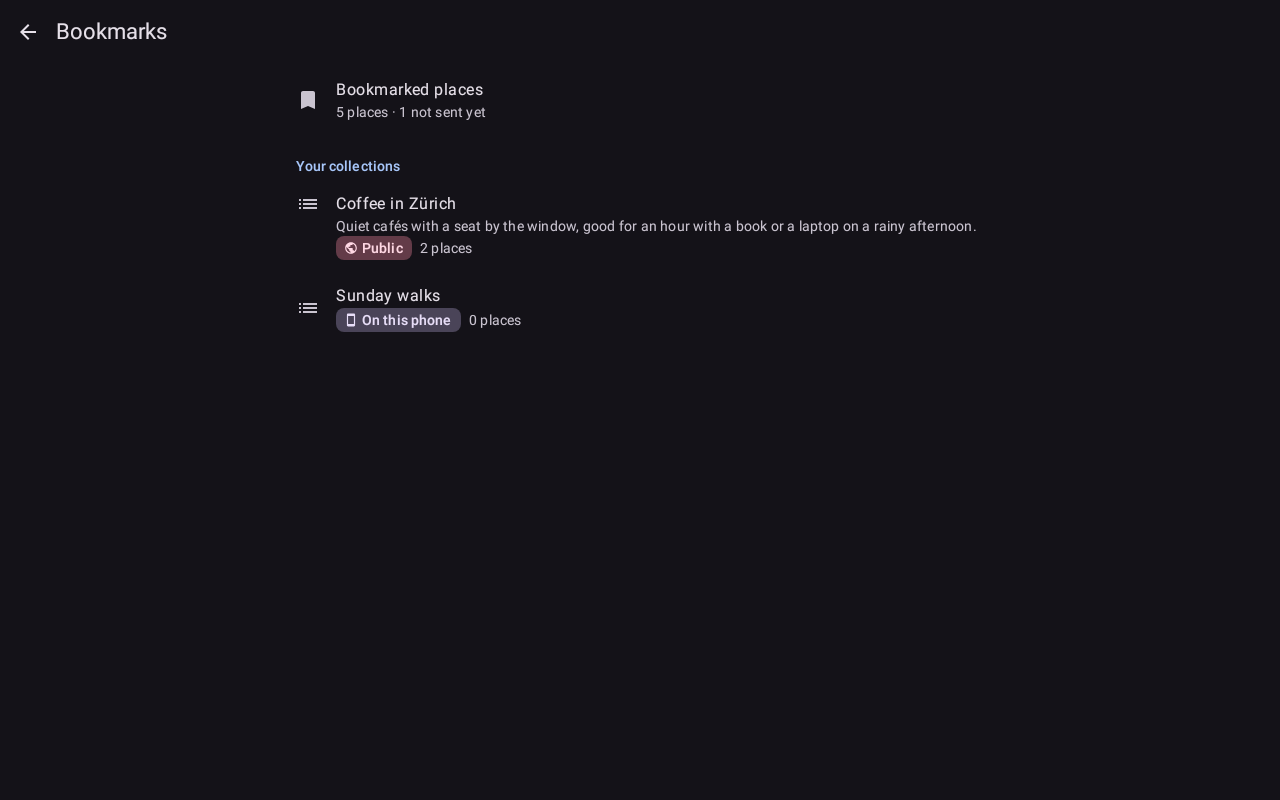 Bookmarks
Bookmarked places
5 places · 1 not sent yet
Your collections
Coffee in Zürich
Quiet cafés with a seat by the window, good for an hour with a book or a laptop on a rainy afternoon.
Public 2 places
Sunday walks
On this phone 0 places